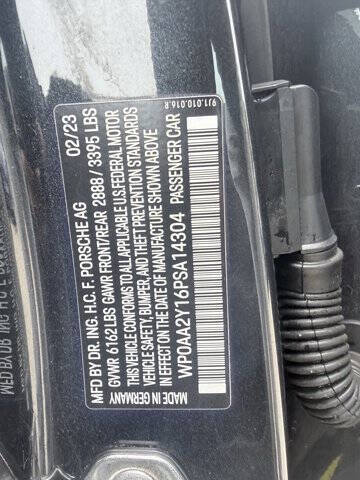 MFD BY DR. ING. H.C. F. PORSCHE AG 02/23
GVWR 6162 LBS GAWR FRONT/REAR 2888 / 3395 LBS
THIS VEHICLE CONFORMS TO ALL APPLICABLE U.S. FEDERAL MOTOR
VEHICLE SAFETY, BUMPER, AND THEFT PREVENTION STANDARDS
IN EFFECT ON THE DATE OF MANUFACTURE SHOWN ABOVE
MADE IN GERMANY
WP0AA2Y16PSA14304 PASSENGER CAR
9J1.010.016.R